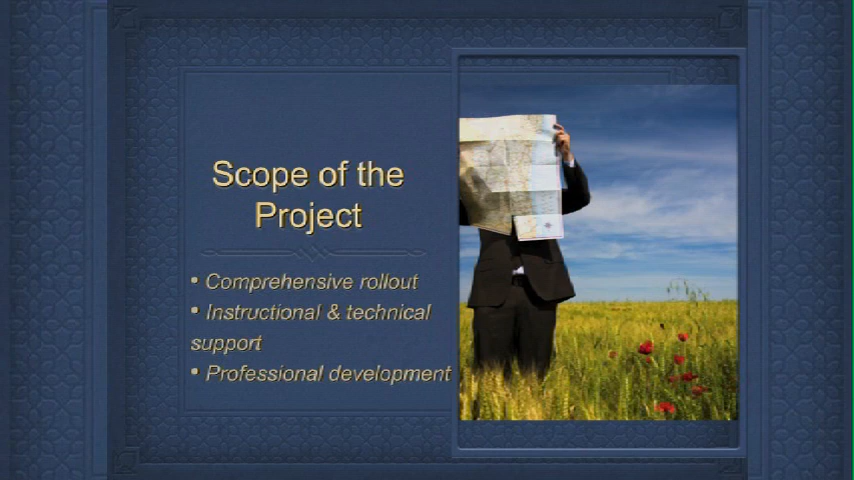 Scope of the
Project
• Comprehensive rollout
• Instructional & technical
support
• Professional development